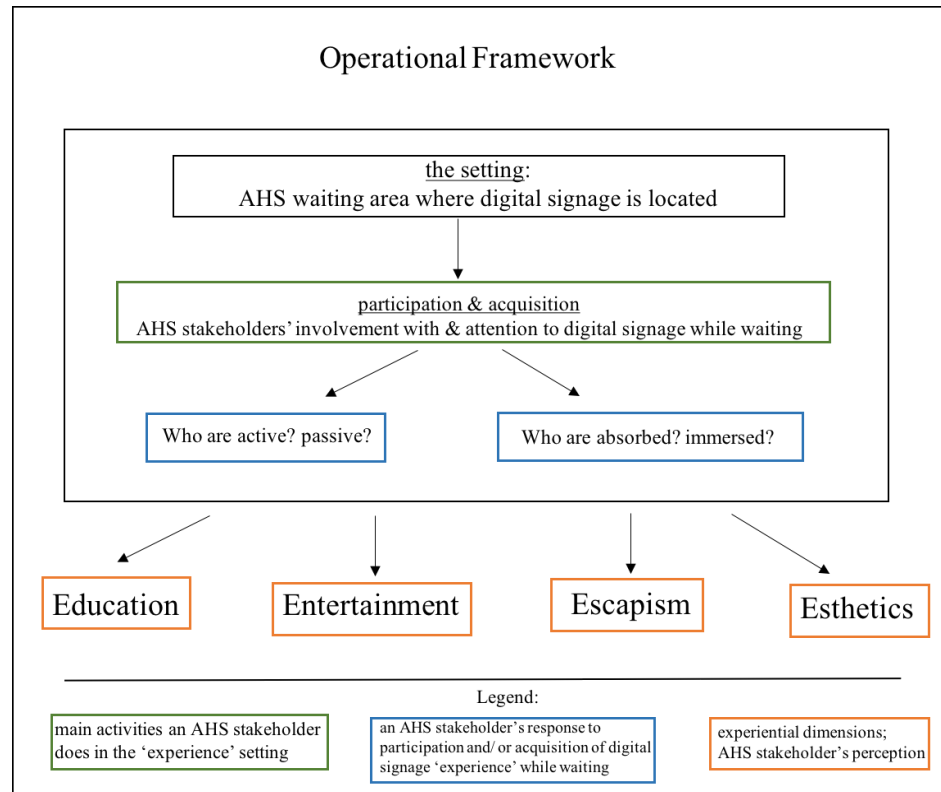 Operational Framework
the setting:
AHS waiting area where digital signage is located
participation & acquisition
AHS stakeholders' involvement with & attention to digital signage while waiting
Who are active? passive?
Who are absorbed? immersed?
Education
Entertainment
Escapism
Esthetics
Legend:
main activities an AHS stakeholder
does in the 'experience' setting
an AHS stakeholder's response to
participation and/ or acquisition of digital
signage 'experience' while waiting
experiential dimensions;
AHS stakeholder's perception